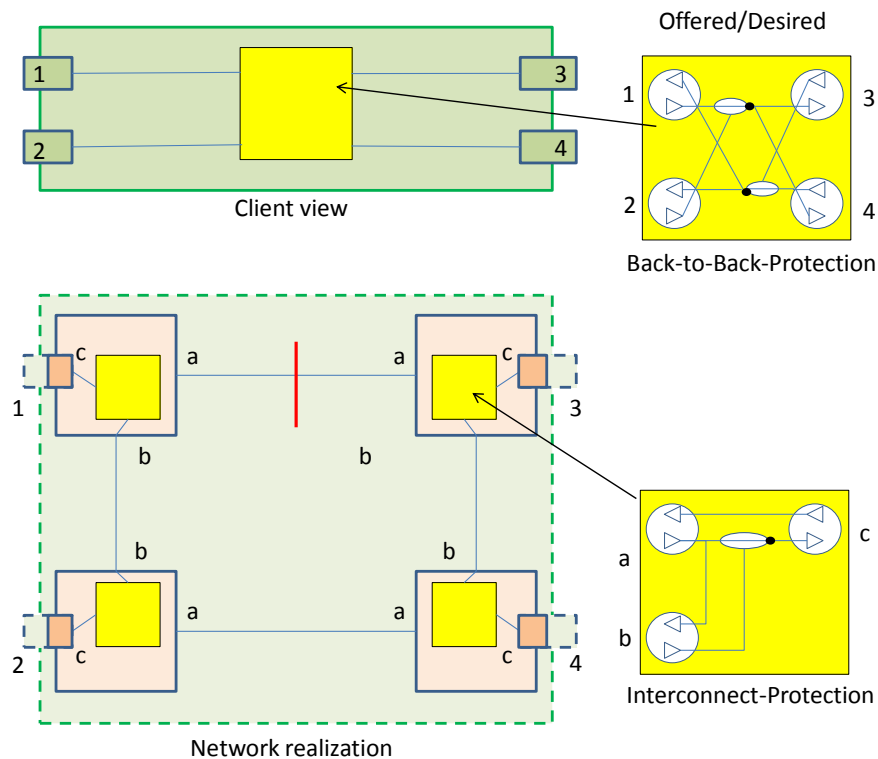 Offered/Desired
1
3
2
4
Client view
1
3
2
4
Back-to-Back-Protection
c
a
a
c
1
3
b
b
b
b
a
a
c
c
2
4
Network realization
a
c
b
Interconnect-Protection